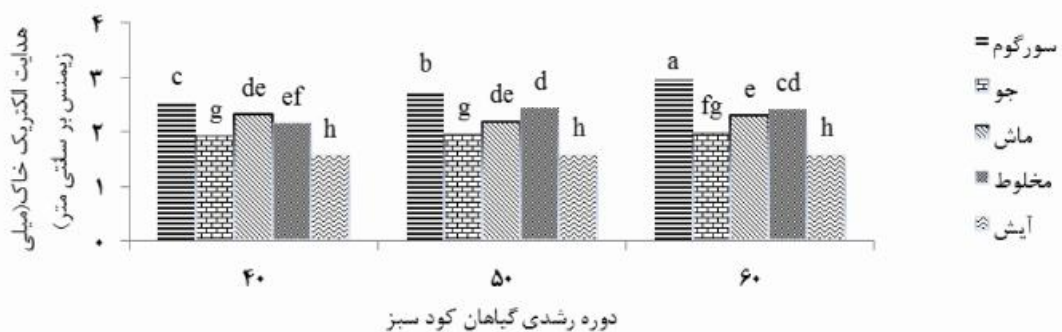 هدایت الکتریک خاک(میلی
زیمنس بر سانتی متر)
۴
۳
۲
۱
۰
c g de ef h
b g de d h
a fg e cd h
۴۰ ۵۰ ۶۰
دوره رشدی گیاهان کود سبز
سورگوم
جو
ماش
مخلوط
آیش